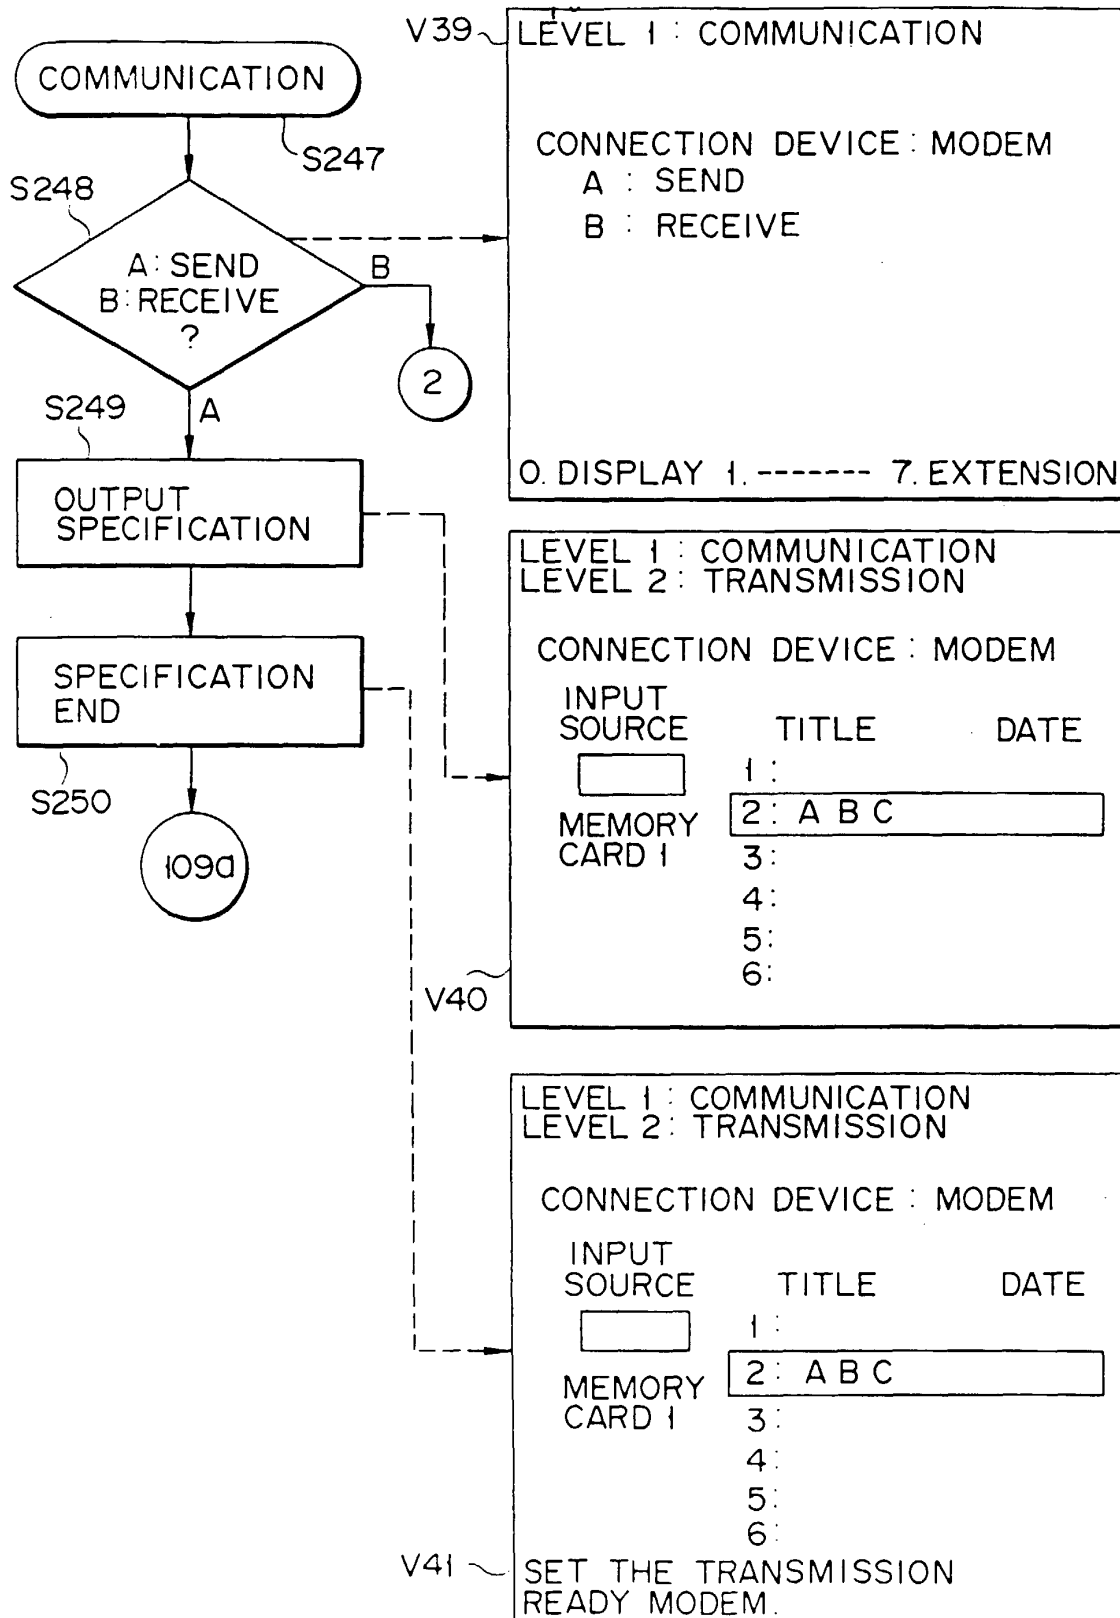 COMMUNICATION
S247
S248
A: SEND
B: RECEIVE
?
B
2
A
S249
OUTPUT
SPECIFICATION
SPECIFICATION
END
S250
109a
V39
LEVEL 1: COMMUNICATION
CONNECTION DEVICE: MODEM
A : SEND
B : RECEIVE
0. DISPLAY 1. ------- 7. EXTENSION
LEVEL 1: COMMUNICATION
LEVEL 2: TRANSMISSION
CONNECTION DEVICE: MODEM
INPUT
SOURCE TITLE DATE
1:
2: A B C
MEMORY
CARD 1
3:
4:
5:
6:
V40
LEVEL 1: COMMUNICATION
LEVEL 2: TRANSMISSION
CONNECTION DEVICE: MODEM
INPUT
SOURCE TITLE DATE
1:
2: A B C
MEMORY
CARD 1
3:
4:
5:
6:
V41
SET THE TRANSMISSION
READY MODEM.